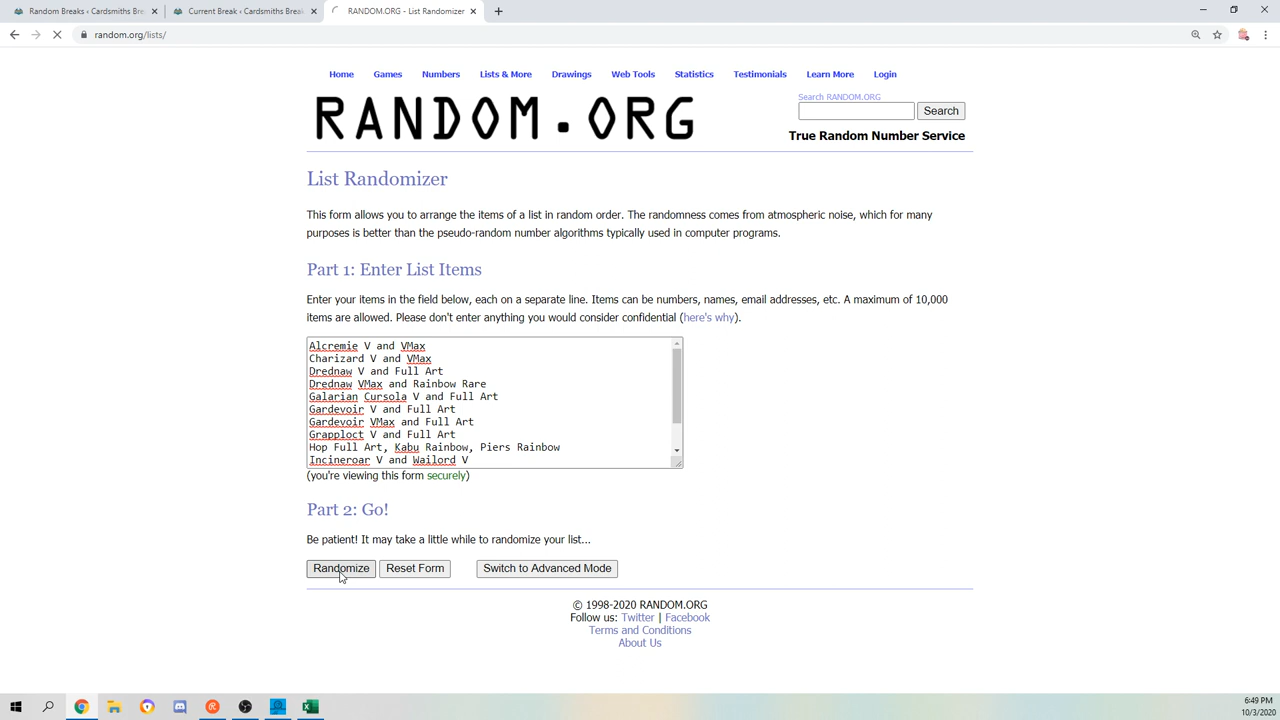 Random Breaks ‹ Cardsmiths Bre
Current Break ‹ Cardsmiths Break
RANDOM.ORG - List Randomizer
random.org/lists/
Home Games Numbers Lists & More Drawings Web Tools Statistics Testimonials Learn More Login
RANDOM.ORG
Search RANDOM.ORG
Search
True Random Number Service
List Randomizer
This form allows you to arrange the items of a list in random order. The randomness comes from atmospheric noise, which for many
purposes is better than the pseudo-random number algorithms typically used in computer programs.
Part 1: Enter List Items
Enter your items in the field below, each on a separate line. Items can be numbers, names, email addresses, etc. A maximum of 10,000
items are allowed. Please don't enter anything you would consider confidential (here's why).
Alcremie V and VMax
Charizard V and VMax
Drednaw V and Full Art
Drednaw VMax and Rainbow Rare
Galarian Cursola V and Full Art
Gardevoir V and Full Art
Gardevoir VMax and Full Art
Grapploct V and Full Art
Hop Full Art, Kabu Rainbow, Piers Rainbow
Incineroar V and Wailord V
(you're viewing this form securely)
Part 2: Go!
Be patient! It may take a little while to randomize your list...
Randomize Reset Form Switch to Advanced Mode
© 1998-2020 RANDOM.ORG
Follow us: Twitter | Facebook
Terms and Conditions
About Us
6:49 PM
10/3/2020